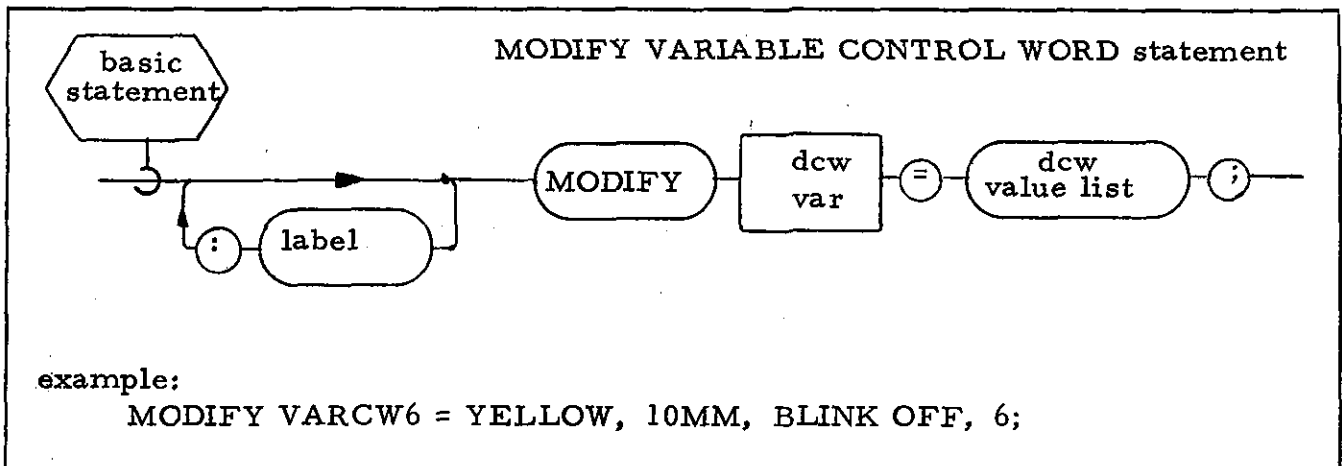 MODIFY VARIABLE CONTROL WORD statement
basic
statement
MODIFY
dcw
var
=
dcw
value list
;
:
label
example:
MODIFY VARCW6 = YELLOW, 10MM, BLINK OFF, 6;